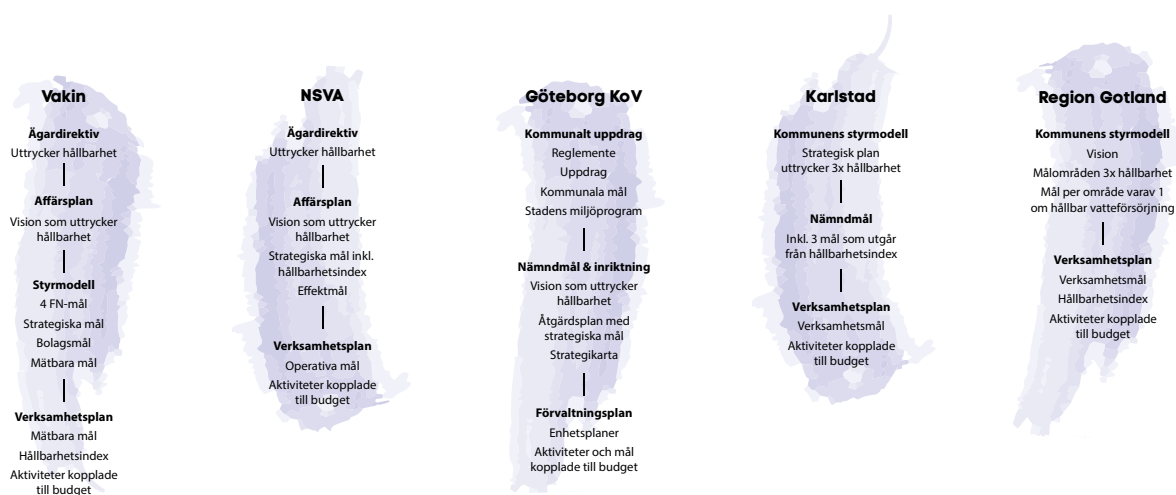 Vakin
Ägardirektiv
Uttrycker hållbarhet
Affärsplan
Vision som uttrycker
hållbarhet
Styrmodell
4 FN-mål
Strategiska mål
Bolagsmål
Mätbara mål
Verksamhetsplan
Mätbara mål
Hållbarhetsindex
Aktiviteter kopplade
till budget
NSVA
Ägardirektiv
Uttrycker hållbarhet
Affärsplan
Vision som uttrycker
hållbarhet
Strategiska mål inkl.
hållbarhetsindex
Effektmål
Verksamhetsplan
Operativa mål
Aktiviteter kopplade
till budget
Göteborg KoV
Kommunalt uppdrag
Reglemente
Uppdrag
Kommunala mål
Stadens miljöprogram
Nämndmål & inriktning
Vision som uttrycker
hållbarhet
Åtgärdsplan med
strategiska mål
Strategikarta
Förvaltningsplan
Enhetsplaner
Aktiviteter och mål
kopplade till budget
Karlstad
Kommunens styrmodell
Strategisk plan
uttrycker 3x hållbarhet
Nämndmål
Inkl. 3 mål som utgår
från hållbarhetsindex
Verksamhetsplan
Verksamhetsmål
Aktiviteter kopplade
till budget
Region Gotland
Kommunens styrmodell
Vision
Målområden 3x hållbarhet
Mål per område varav 1
om hållbar vatteförsörjning
Verksamhetsplan
Verksamhetsmål
Hållbarhetsindex
Aktiviteter kopplade
till budget